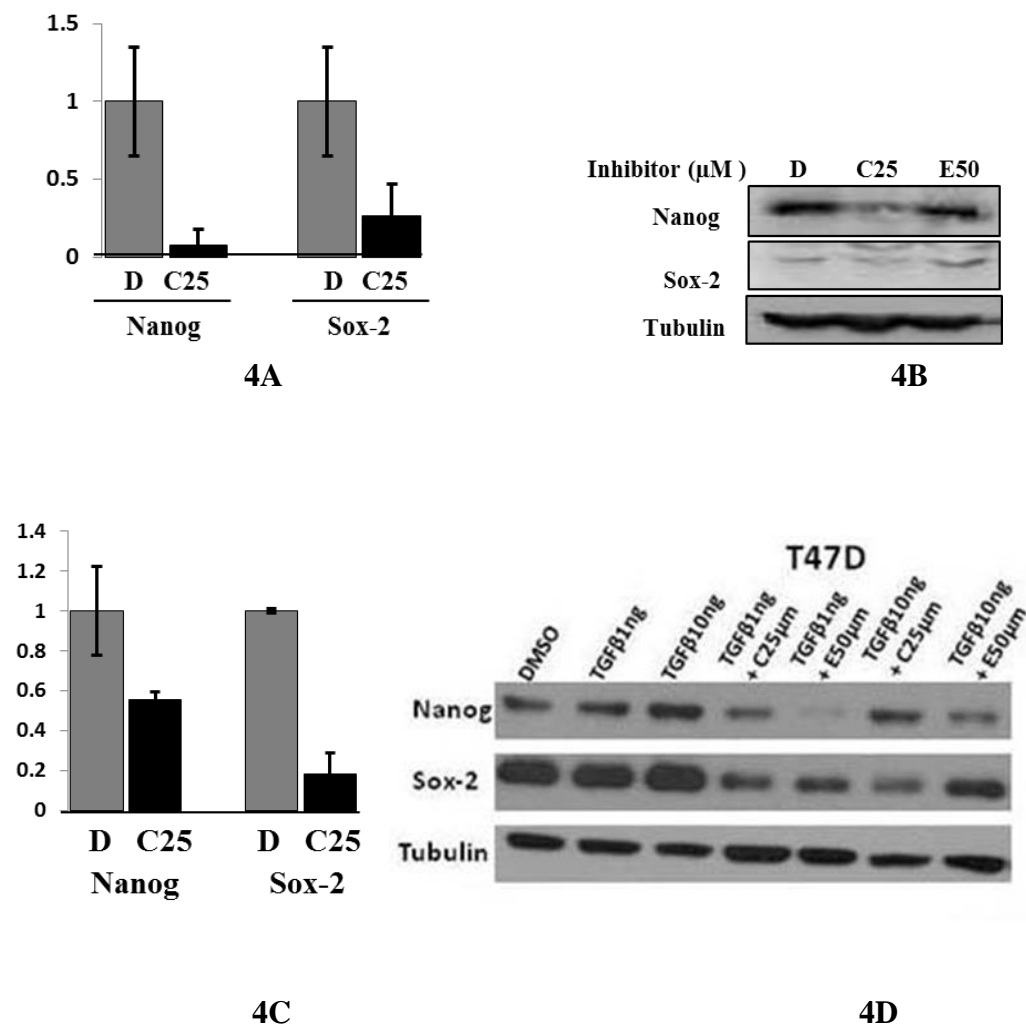 1.5
1
0.5
0
D C25 D C25
Nanog Sox-2
4A
Inhibitor (μM ) D C25 E50
Nanog
Sox-2
Tubulin
4B
1.4
1.2
1
0.8
0.6
0.4
0.2
0
D C25 D C25
Nanog Sox-2
4C
T47D
DMSO
TGFβ1ng
TGFβ10ng
TGFβ1ng
+ C25μm
TGFβ1ng
+ E50μm
TGFβ10ng
+ C25μm
TGFβ10ng
+ E50μm
Nanog
Sox-2
Tubulin
4D